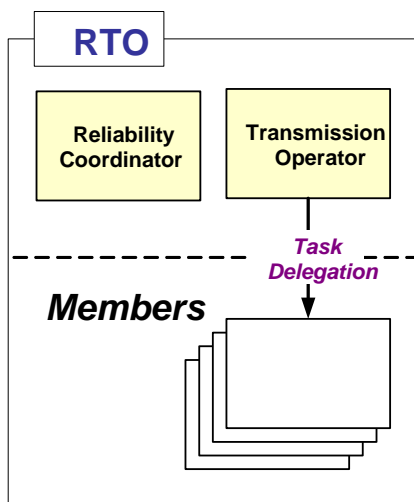 RTO
Reliability
Coordinator
Transmission
Operator
Task
Delegation
Members